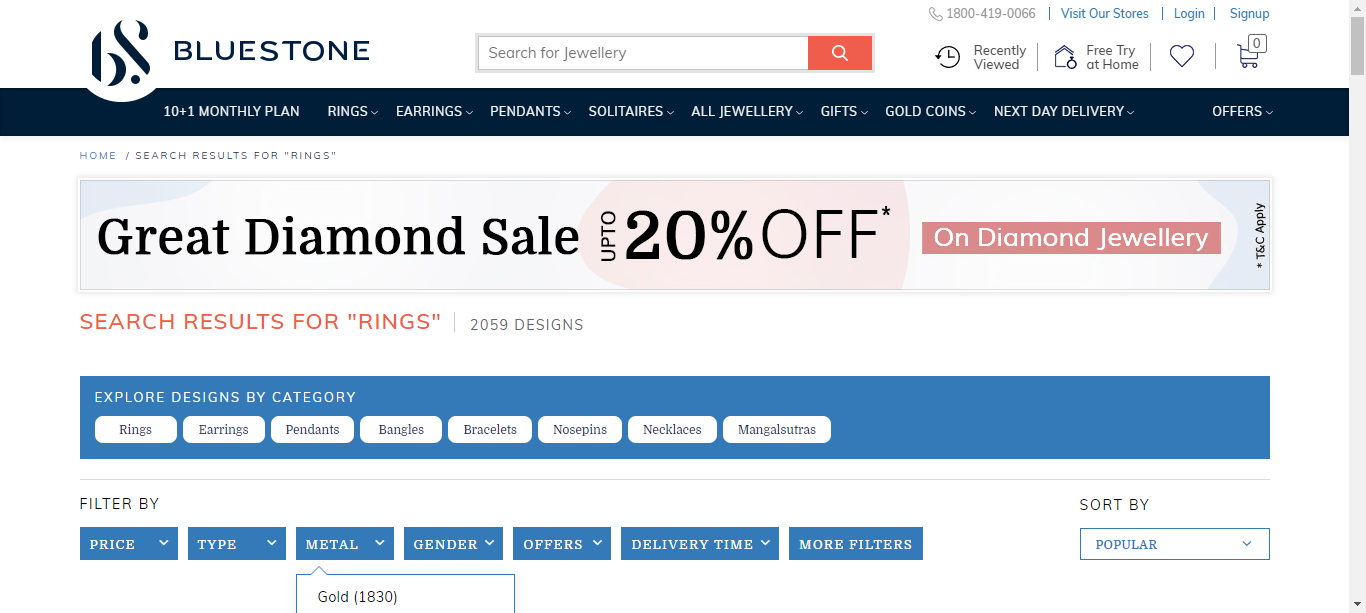 1800-419-0066 | Visit Our Stores | Login | Signup
BLUESTONE
Search for Jewellery
Recently
Viewed
Free Try
at Home
0
10+1 MONTHLY PLAN RINGS EARRINGS PENDANTS SOLITAIRES ALL JEWELLERY GIFTS GOLD COINS NEXT DAY DELIVERY OFFERS
HOME / SEARCH RESULTS FOR "RINGS"
Great Diamond Sale UPTO 20% OFF* On Diamond Jewellery * T&C Apply
SEARCH RESULTS FOR "RINGS" 2059 DESIGNS
EXPLORE DESIGNS BY CATEGORY
Rings Earrings Pendants Bangles Bracelets Nosepins Necklaces Mangalsutras
FILTER BY SORT BY
PRICE TYPE METAL GENDER OFFERS DELIVERY TIME MORE FILTERS POPULAR
Gold (1830)